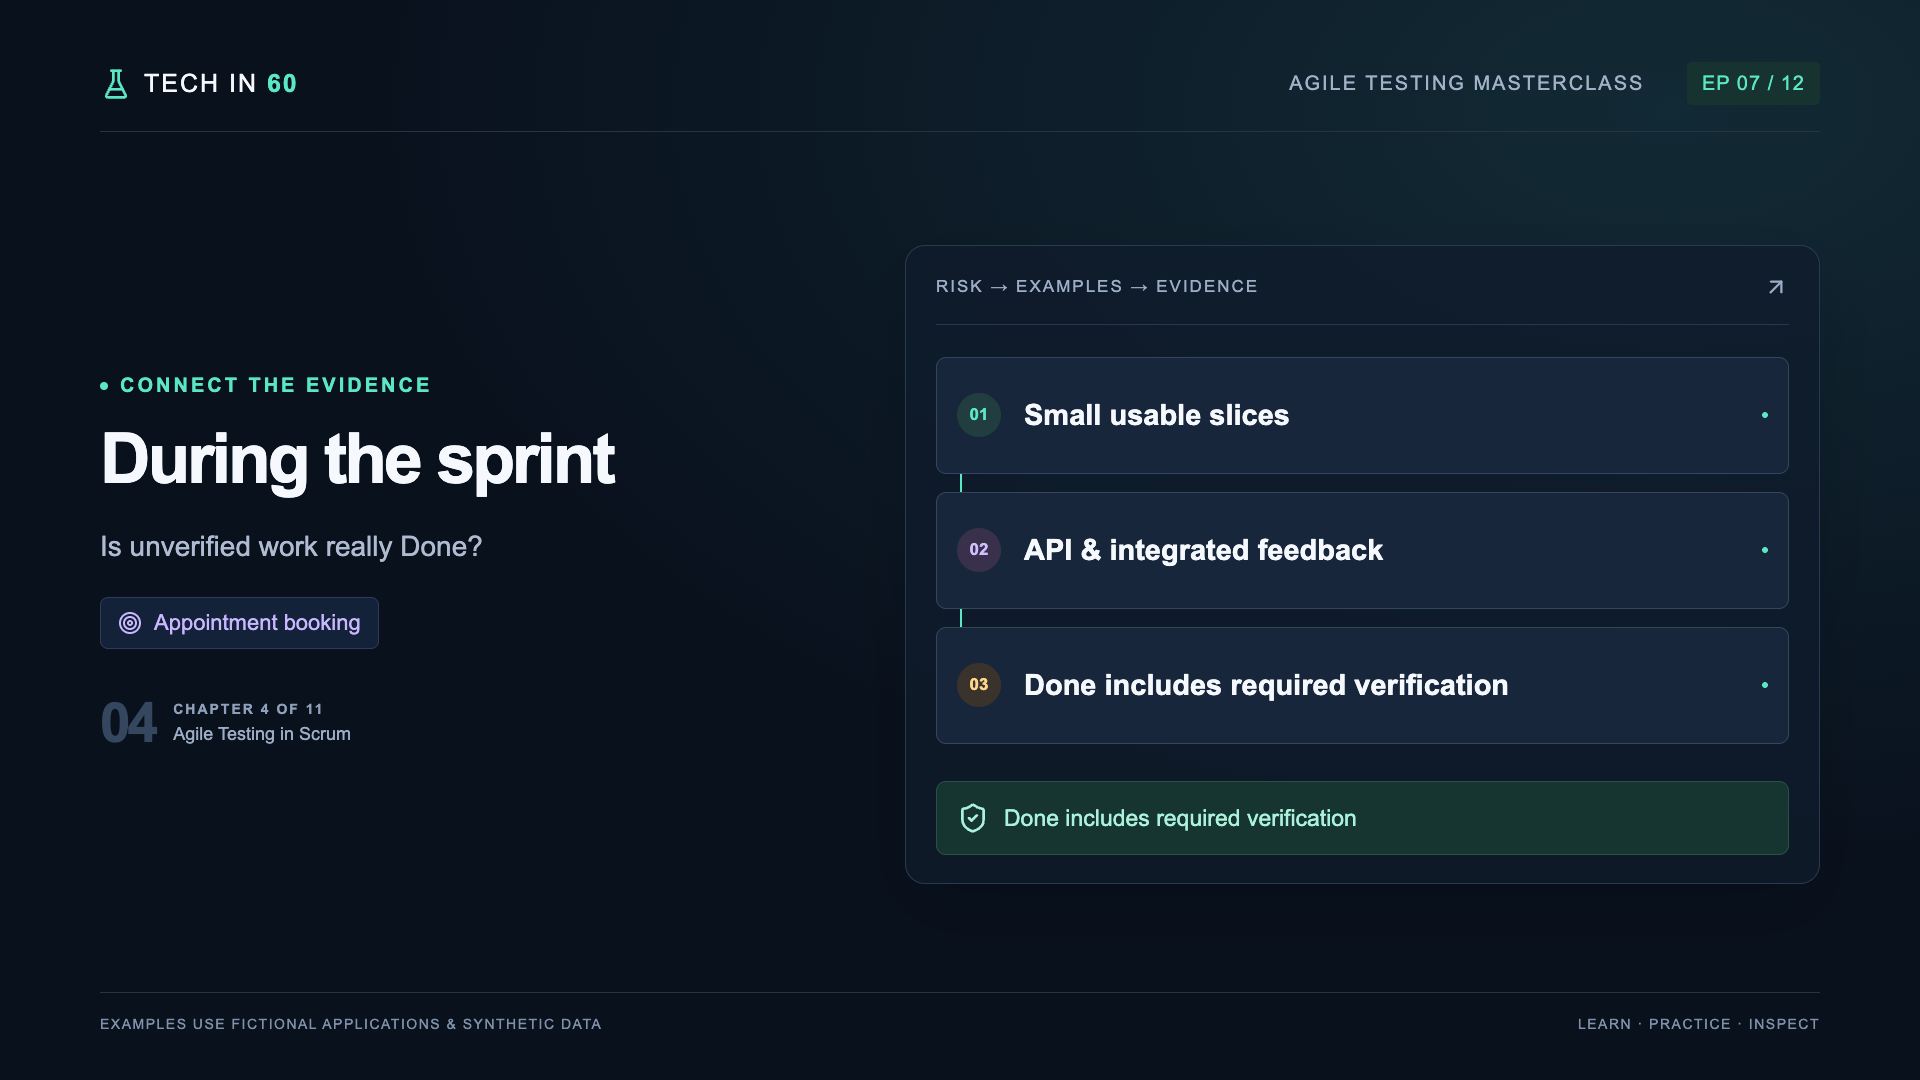 TECH IN 60
AGILE TESTING MASTERCLASS
EP 07 / 12
• CONNECT THE EVIDENCE
During the sprint
Is unverified work really Done?
Appointment booking
04
CHAPTER 4 OF 11
Agile Testing in Scrum
RISK → EXAMPLES → EVIDENCE
01
Small usable slices
02
API & integrated feedback
03
Done includes required verification
Done includes required verification
EXAMPLES USE FICTIONAL APPLICATIONS & SYNTHETIC DATA
LEARN · PRACTICE · INSPECT